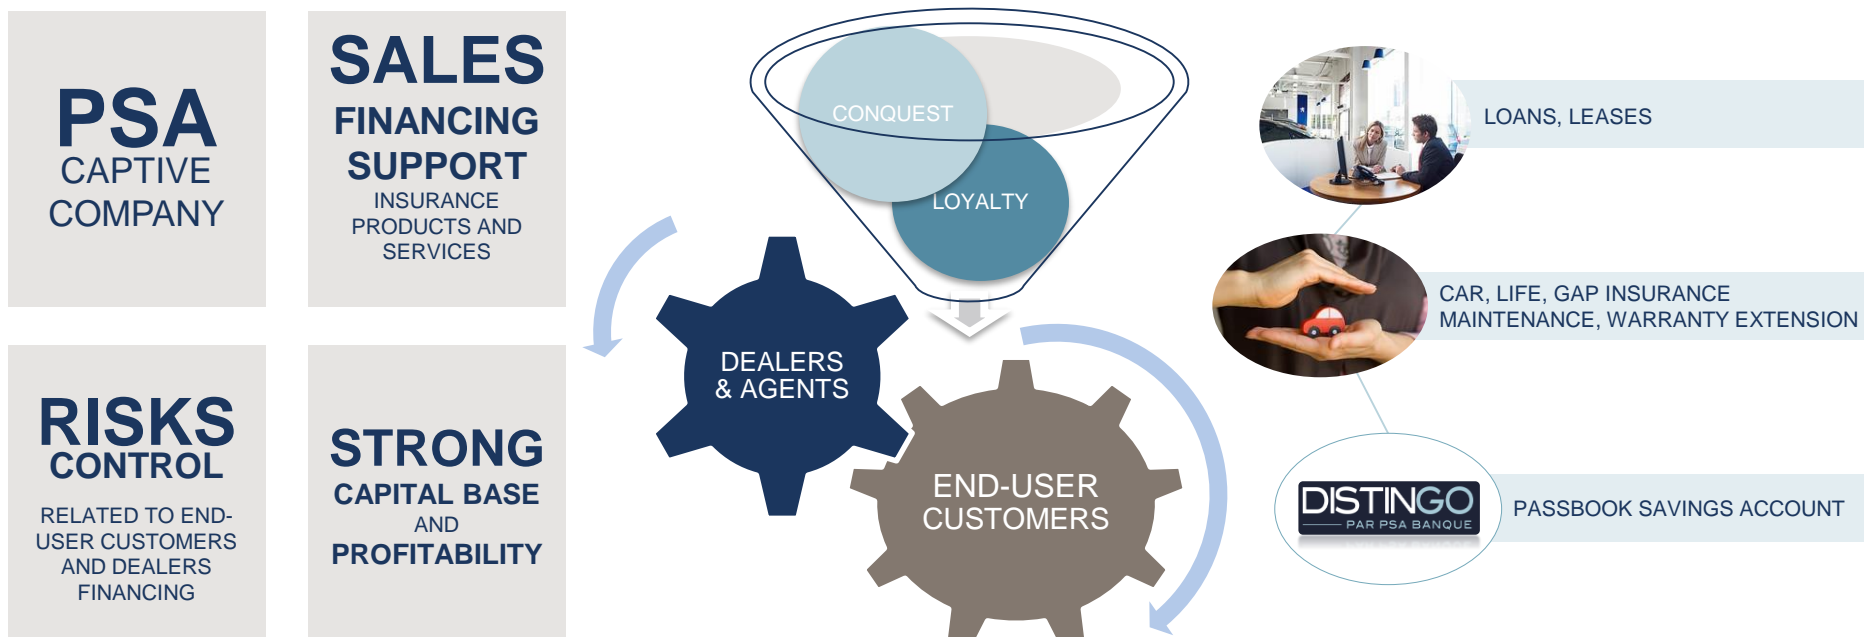 PSA
CAPTIVE
COMPANY
SALES
FINANCING
SUPPORT
INSURANCE
PRODUCTS AND
SERVICES
RISKS
CONTROL
RELATED TO END-
USER CUSTOMERS
AND DEALERS
FINANCING
STRONG
CAPITAL BASE
AND
PROFITABILITY
CONQUEST
LOYALTY
DEALERS
& AGENTS
END-USER
CUSTOMERS
LOANS, LEASES
CAR, LIFE, GAP INSURANCE
MAINTENANCE, WARRANTY EXTENSION
DISTINGO
PAR PSA BANQUE
PASSBOOK SAVINGS ACCOUNT